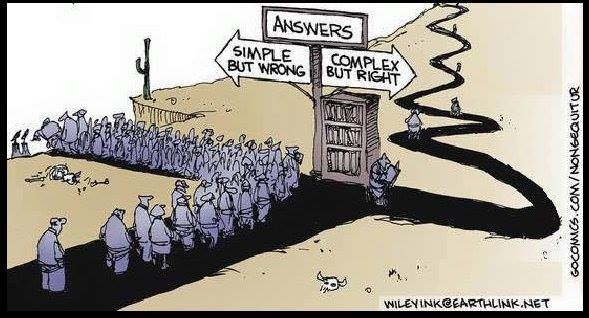 ANSWERS
SIMPLE
BUT WRONG
COMPLEX
BUT RIGHT
WILEYINK@EARTHLINK.NET
GOCOMICS.COM/NONSEQUITUR